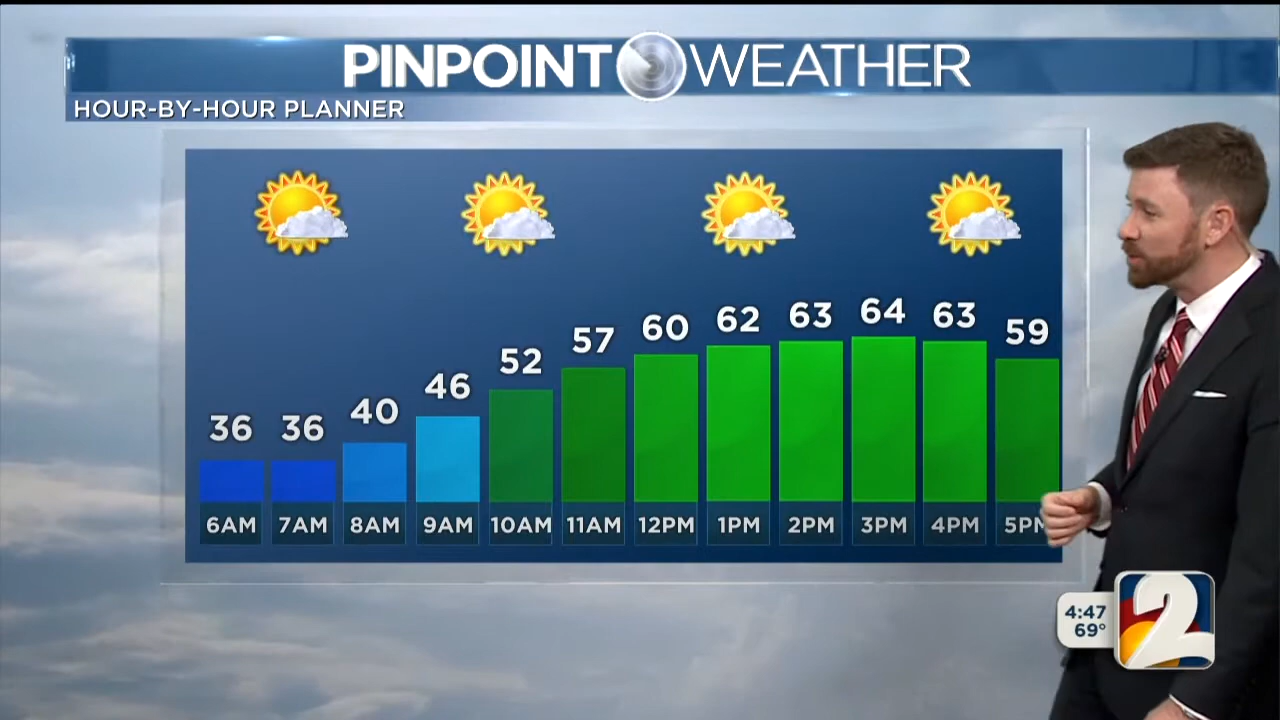 PINPOINT WEATHER
HOUR-BY-HOUR PLANNER
36 36 40 46 52 57 60 62 63 64 63 59
6AM 7AM 8AM 9AM 10AM 11AM 12PM 1PM 2PM 3PM 4PM 5PM
4:47
69°
2